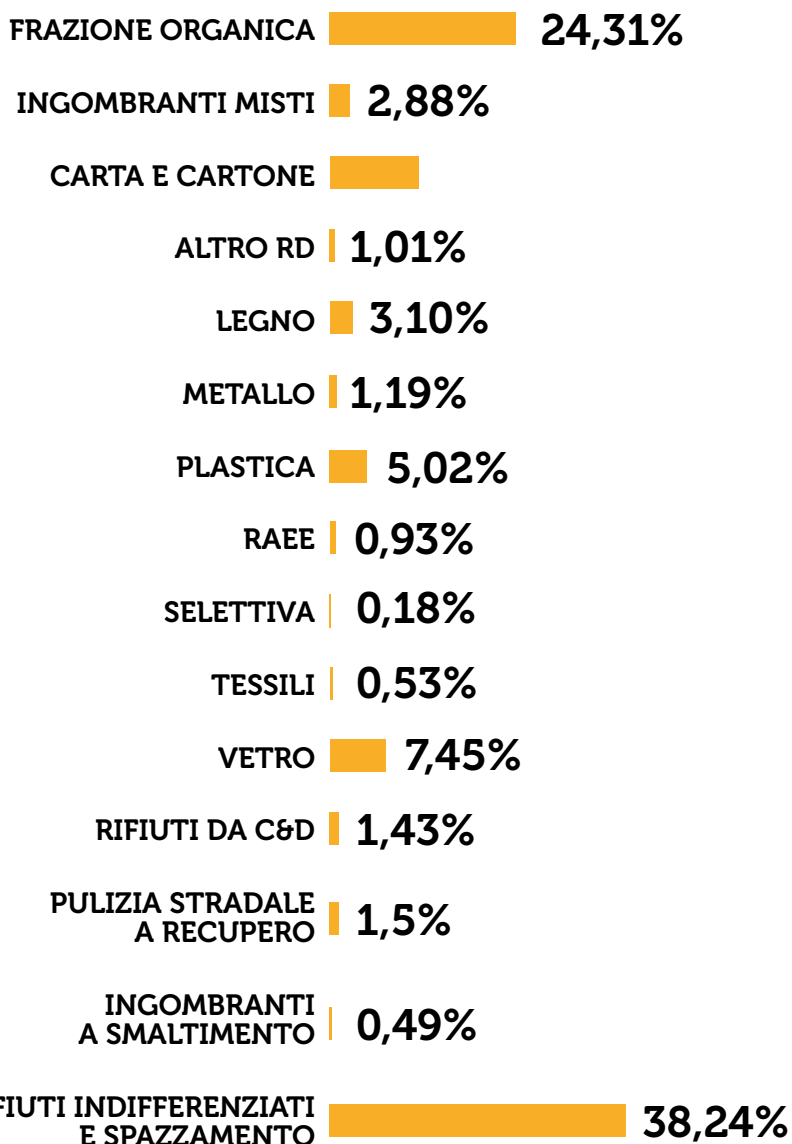 FRAZIONE ORGANICA 24,31%
INGOMBRANTI MISTI 2,88%
CARTA E CARTONE
ALTRO RD 1,01%
LEGNO 3,10%
METALLO 1,19%
PLASTICA 5,02%
RAEE 0,93%
SELETTIVA 0,18%
TESSILI 0,53%
VETRO 7,45%
RIFIUTI DA C&D 1,43%
PULIZIA STRADALE
A RECUPERO 1,5%
INGOMBRANTI
A SMALTIMENTO 0,49%
FIUTI INDIFFERENZIATI
E SPAZZAMENTO 38,24%